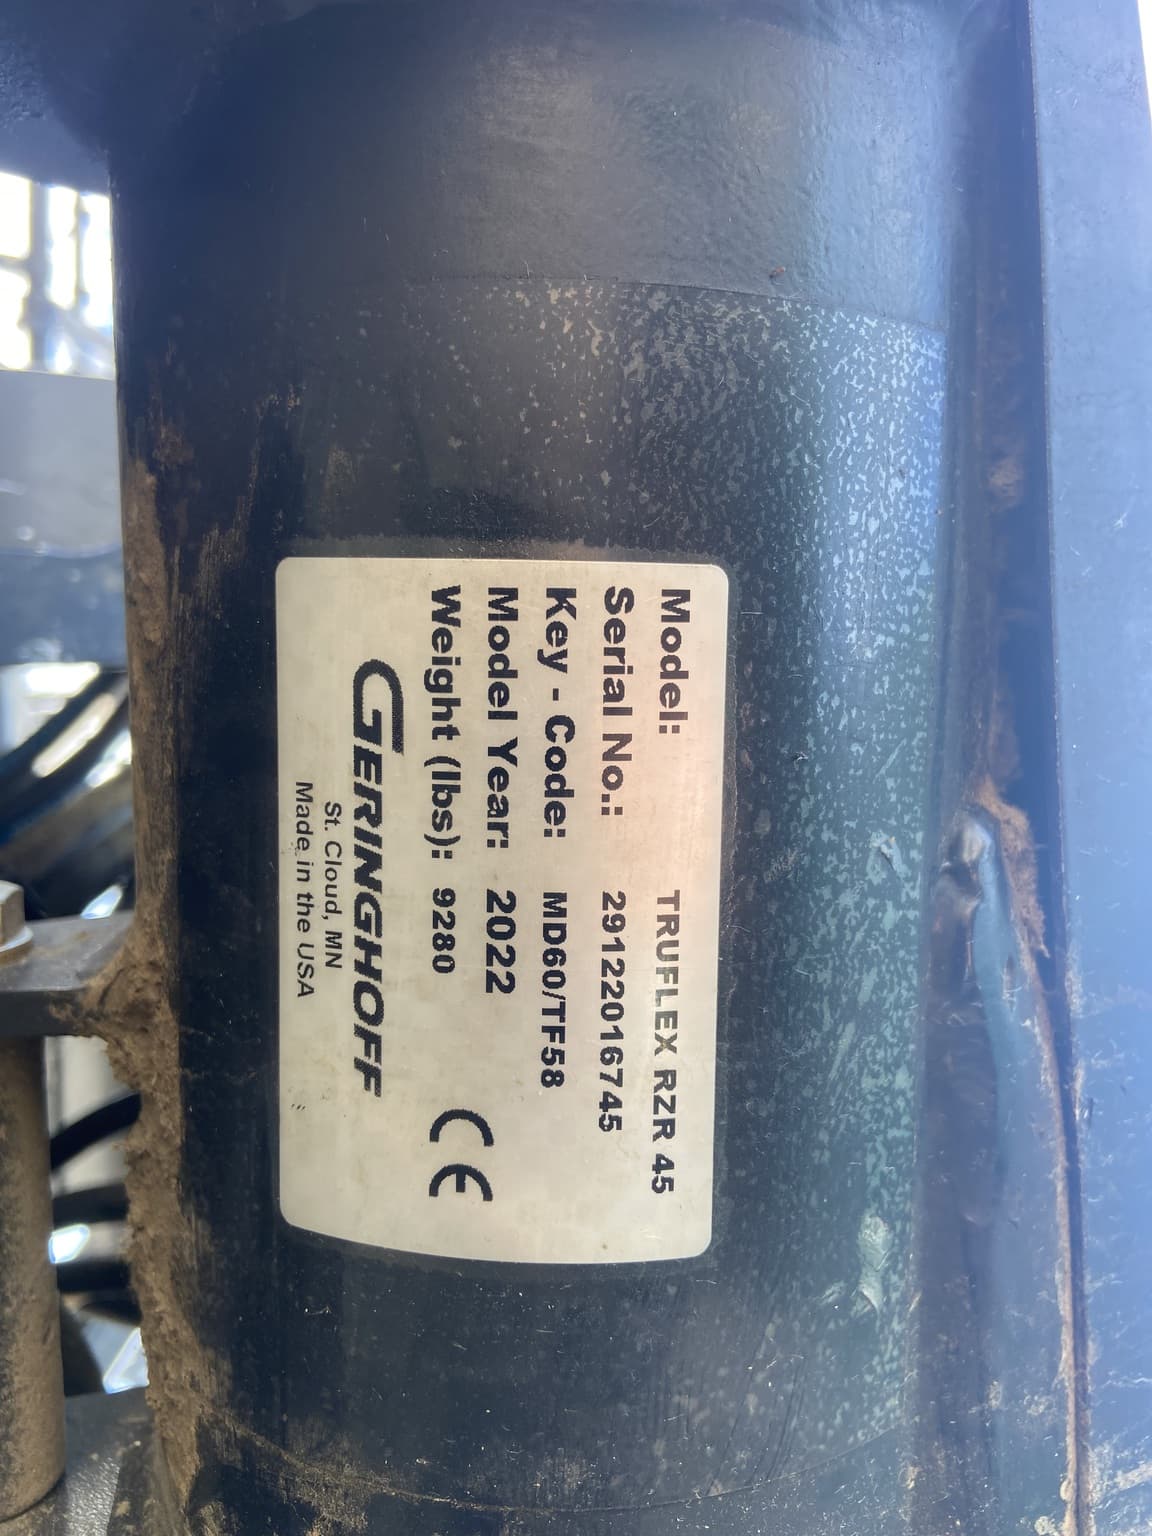 Model: TRUFLEX RZR 45
Serial No.: 29122016745
Key - Code: MD60/TF58
Model Year: 2022
Weight (lbs): 9280
GERINGHOFF
St. Cloud, MN
Made in the USA
CE